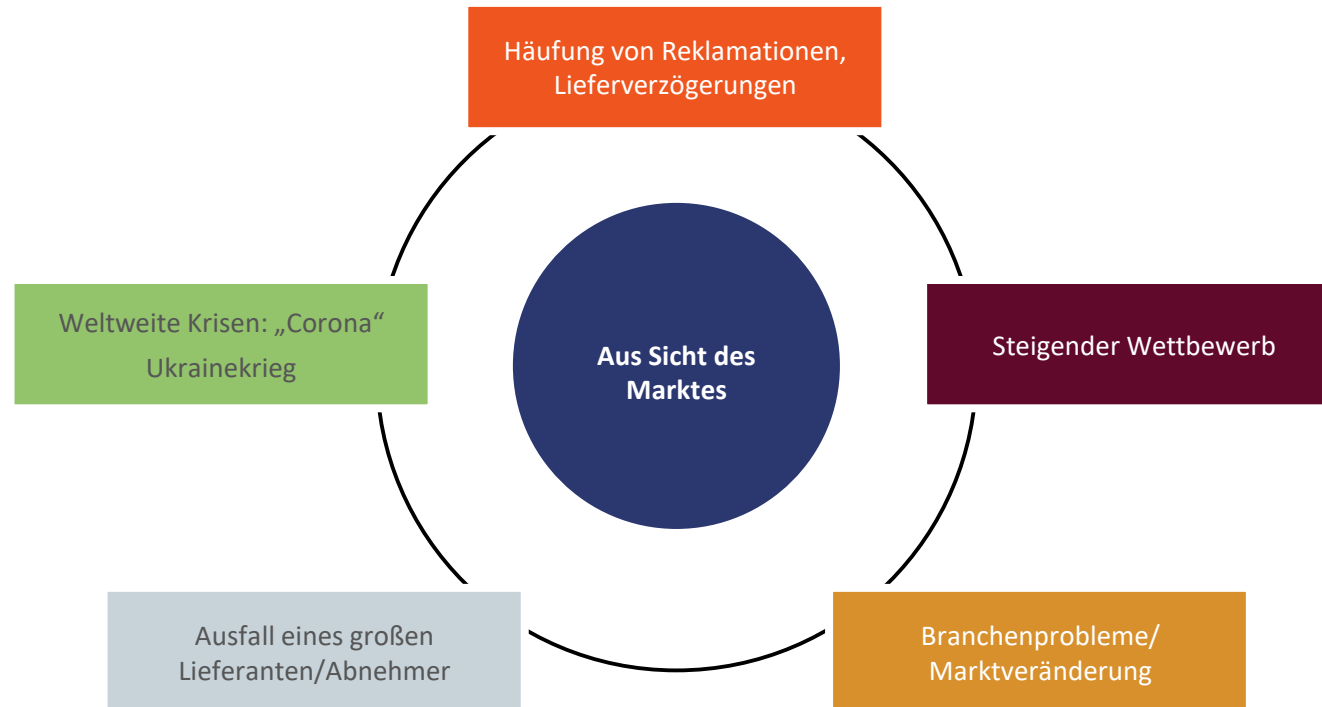 Häufung von Reklamationen,
Lieferverzögerungen
Weltweite Krisen: „Corona“
Ukrainekrieg
Aus Sicht des
Marktes
Steigender Wettbewerb
Ausfall eines großen
Lieferanten/Abnehmer
Branchenprobleme/
Marktveränderung